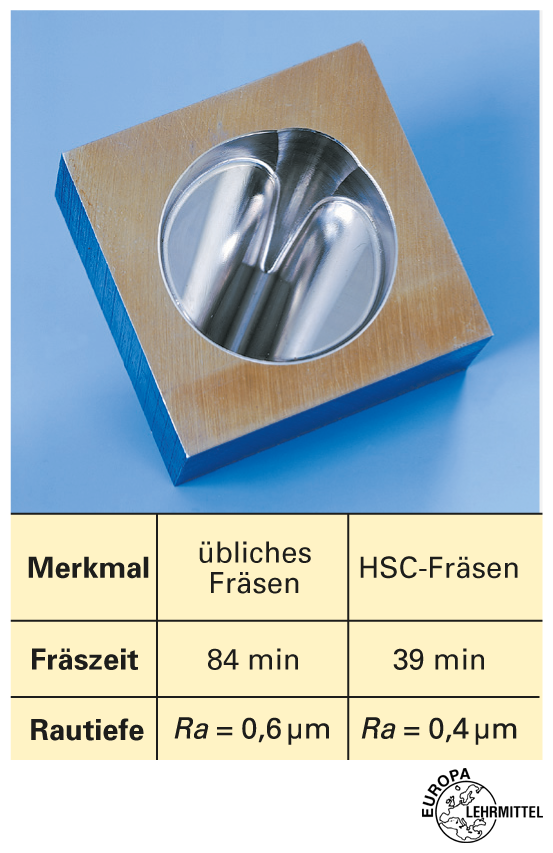 Merkmal
übliches
Fräsen
HSC-Fräsen
Fräszeit
84 min
39 min
Rautiefe
Ra = 0,6 µm
Ra = 0,4 µm
EUROPA
LEHRMITTEL